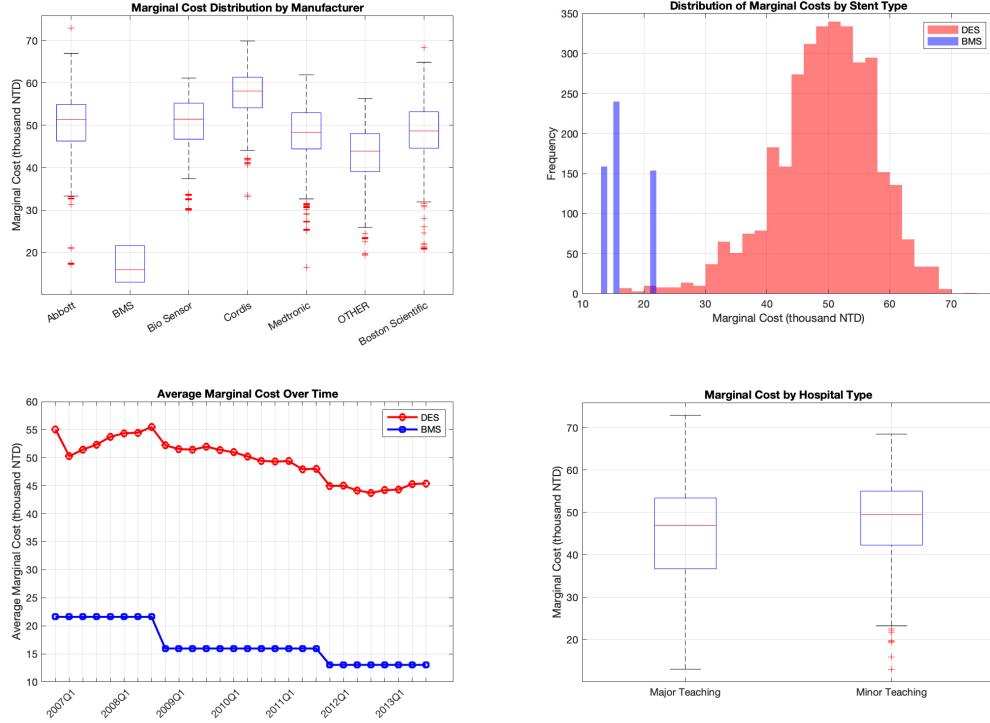 Marginal Cost Distribution by Manufacturer
Marginal Cost (thousand NTD)
70
60
50
40
30
20
Abbott
BMS
Bio Sensor
Cordis
Medtronic
OTHER
Boston Scientific
Distribution of Marginal Costs by Stent Type
Frequency
350
300
250
200
150
100
50
0
10
20
30
40
50
60
70
Marginal Cost (thousand NTD)
DES
BMS
Average Marginal Cost Over Time
Average Marginal Cost (thousand NTD)
60
55
50
45
40
35
30
25
20
15
10
2007Q1
2008Q1
2009Q1
2010Q1
2011Q1
2012Q1
2013Q1
DES
BMS
Marginal Cost by Hospital Type
Marginal Cost (thousand NTD)
70
60
50
40
30
20
Major Teaching
Minor Teaching